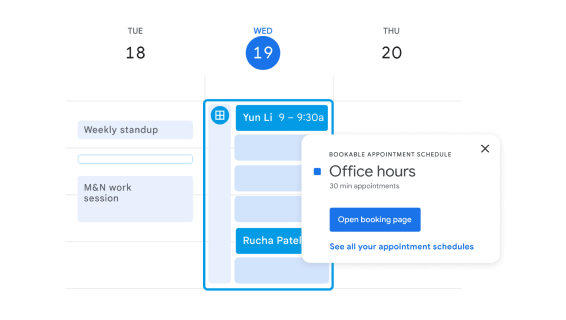 TUE
18
WED
19
THU
20
Weekly standup
M&N work
session
Yun Li 9 – 9:30a
Rucha Patel
BOOKABLE APPOINTMENT SCHEDULE
Office hours
30 min appointments
Open booking page
See all your appointment schedules